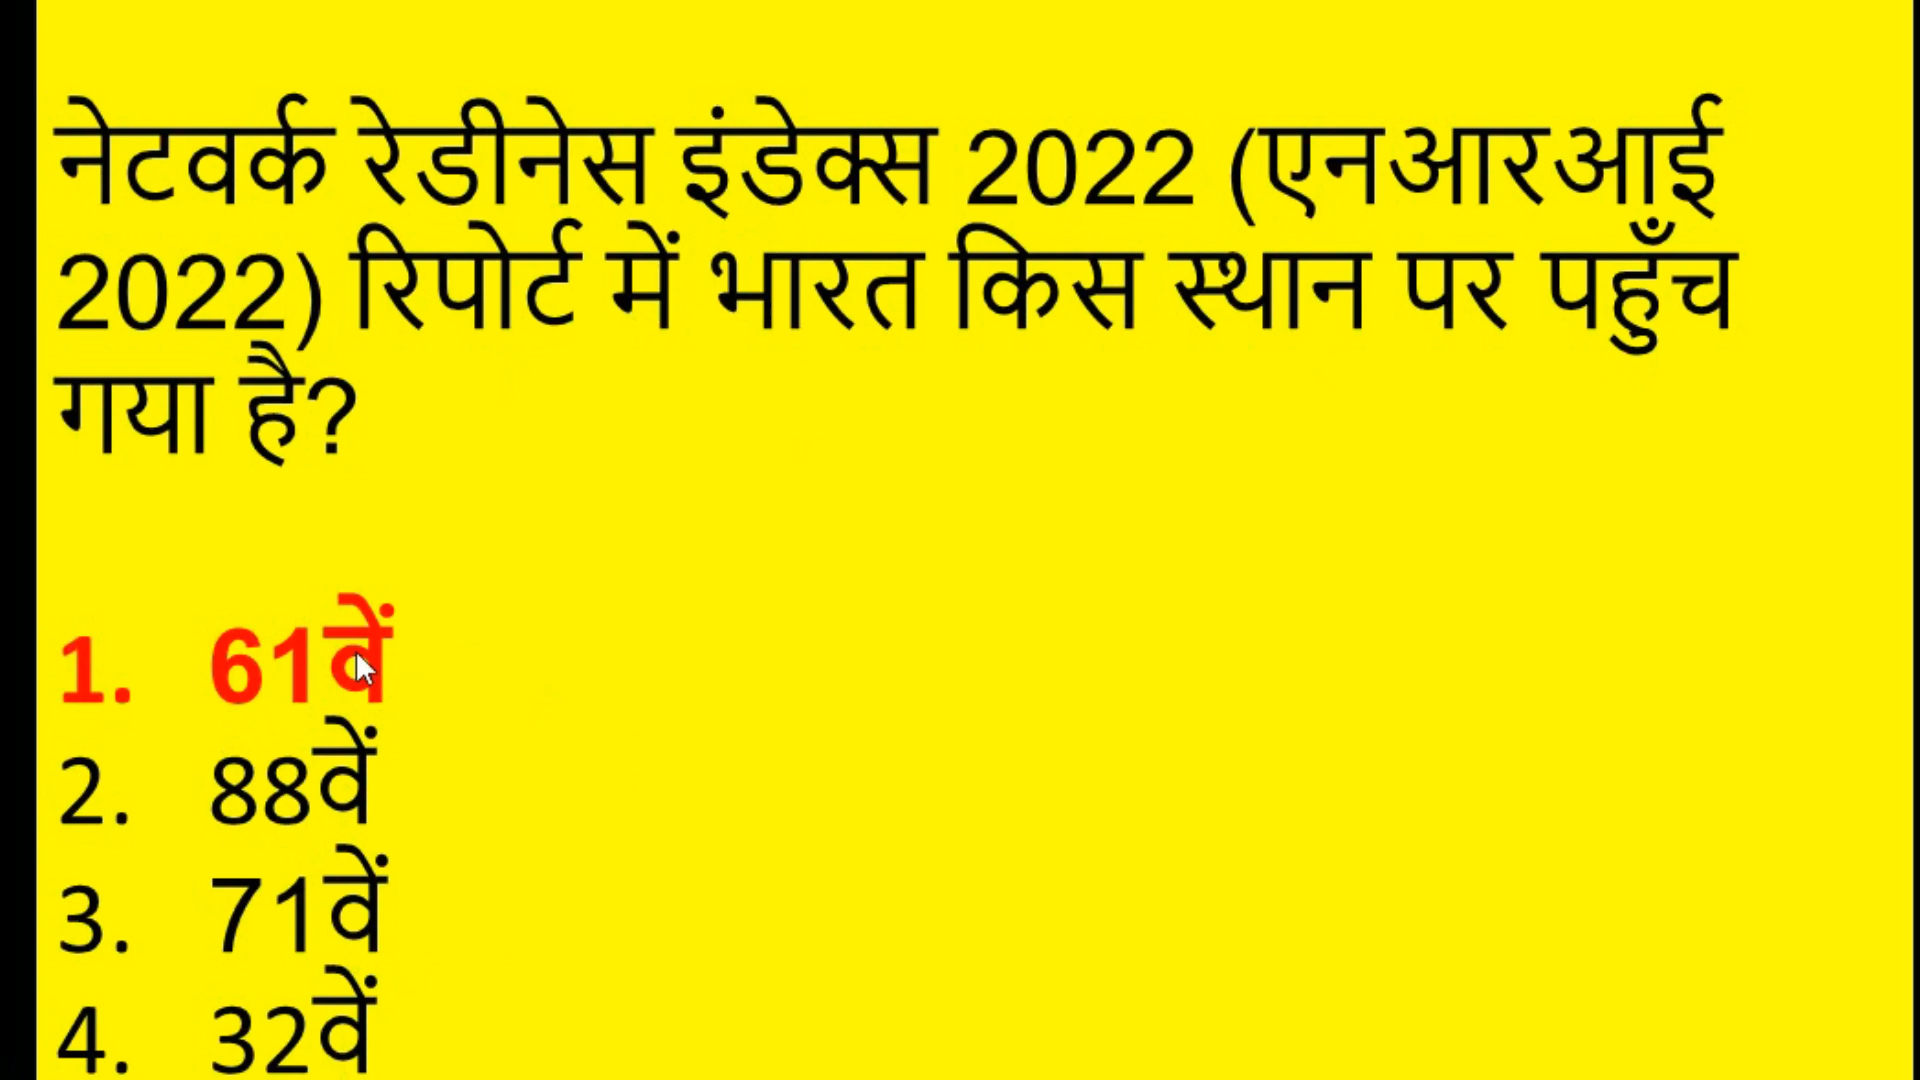 नेटवर्क रेडीनेस इंडेक्स 2022 (एनआरआई
2022) रिपोर्ट में भारत किस स्थान पर पहुँच
गया है?
1. 61वें
2. 88वें
3. 71वें
4. 32वें